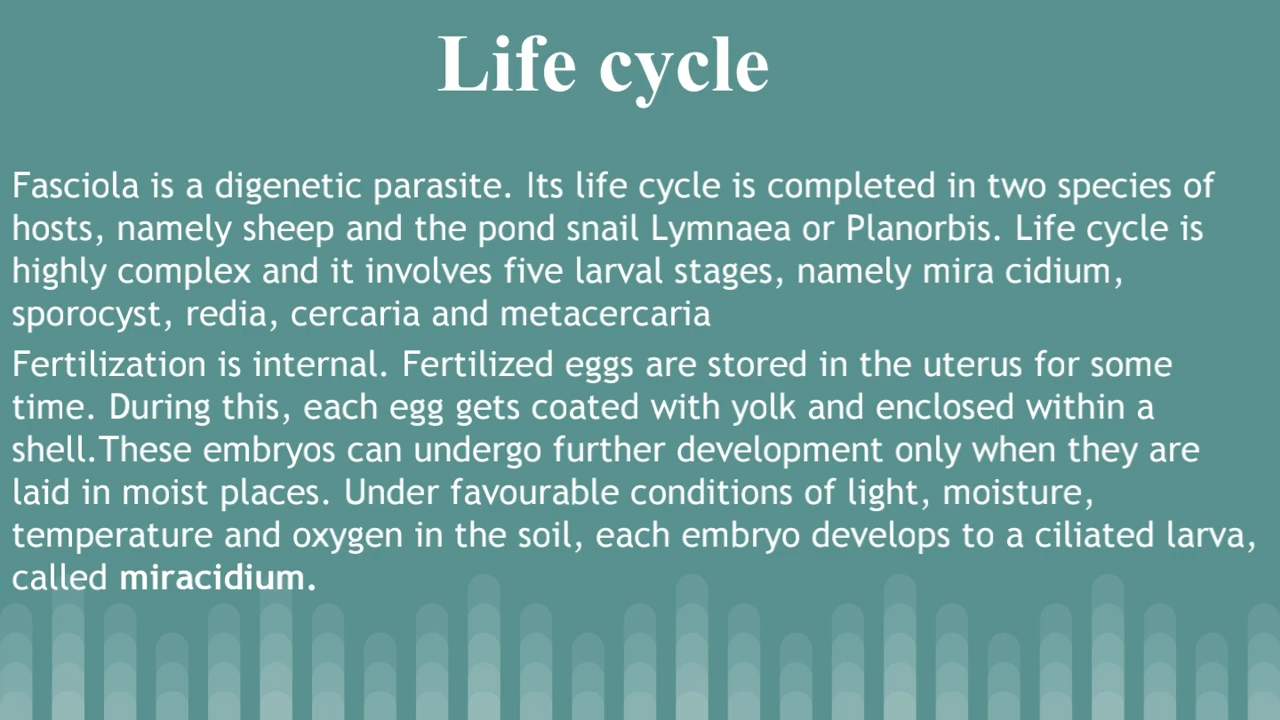 Life cycle
Fasciola is a digenetic parasite. Its life cycle is completed in two species of
hosts, namely sheep and the pond snail Lymnaea or Planorbis. Life cycle is
highly complex and it involves five larval stages, namely mira cidium,
sporocyst, redia, cercaria and metacercaria
Fertilization is internal. Fertilized eggs are stored in the uterus for some
time. During this, each egg gets coated with yolk and enclosed within a
shell.These embryos can undergo further development only when they are
laid in moist places. Under favourable conditions of light, moisture,
temperature and oxygen in the soil, each embryo develops to a ciliated larva,
called miracidium.